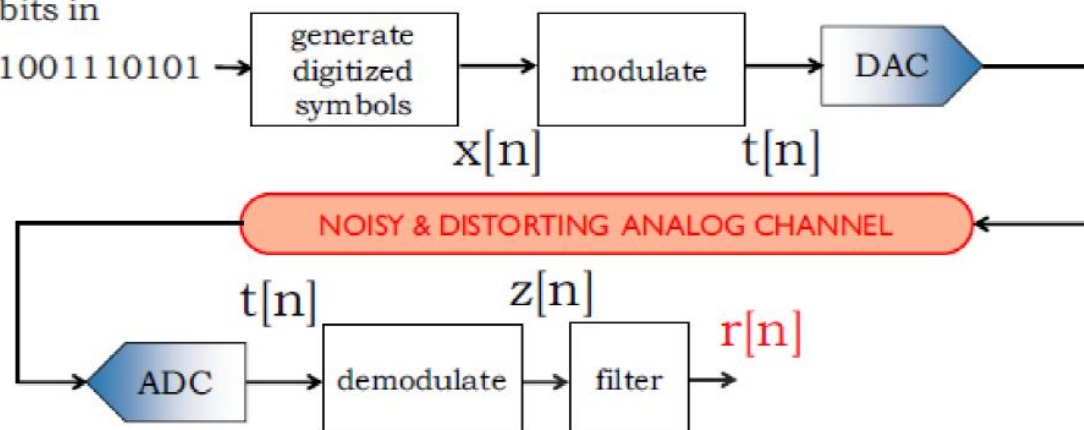 bits in
1001110101
generate
digitized
symbols
modulate
DAC
x[n]
t[n]
NOISY & DISTORTING ANALOG CHANNEL
t[n]
z[n]
r[n]
ADC
demodulate
filter